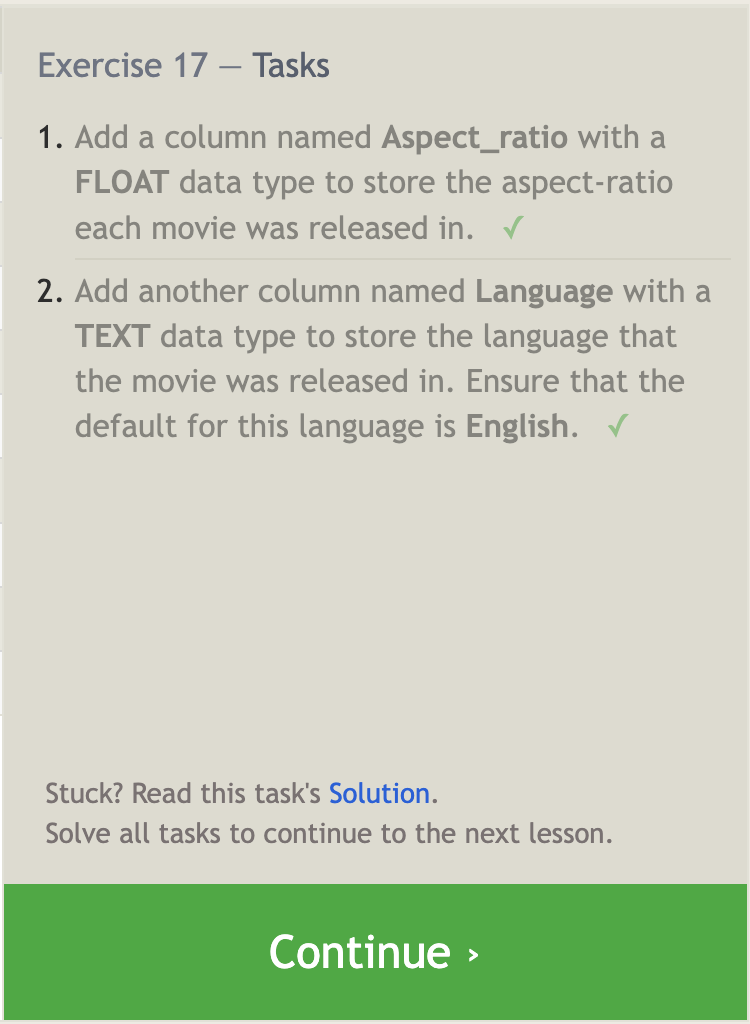 Exercise 17 — Tasks
1. Add a column named Aspect_ratio with a
FLOAT data type to store the aspect-ratio
each movie was released in. ✓
2. Add another column named Language with a
TEXT data type to store the language that
the movie was released in. Ensure that the
default for this language is English. ✓
Stuck? Read this task's Solution.
Solve all tasks to continue to the next lesson.
Continue ›